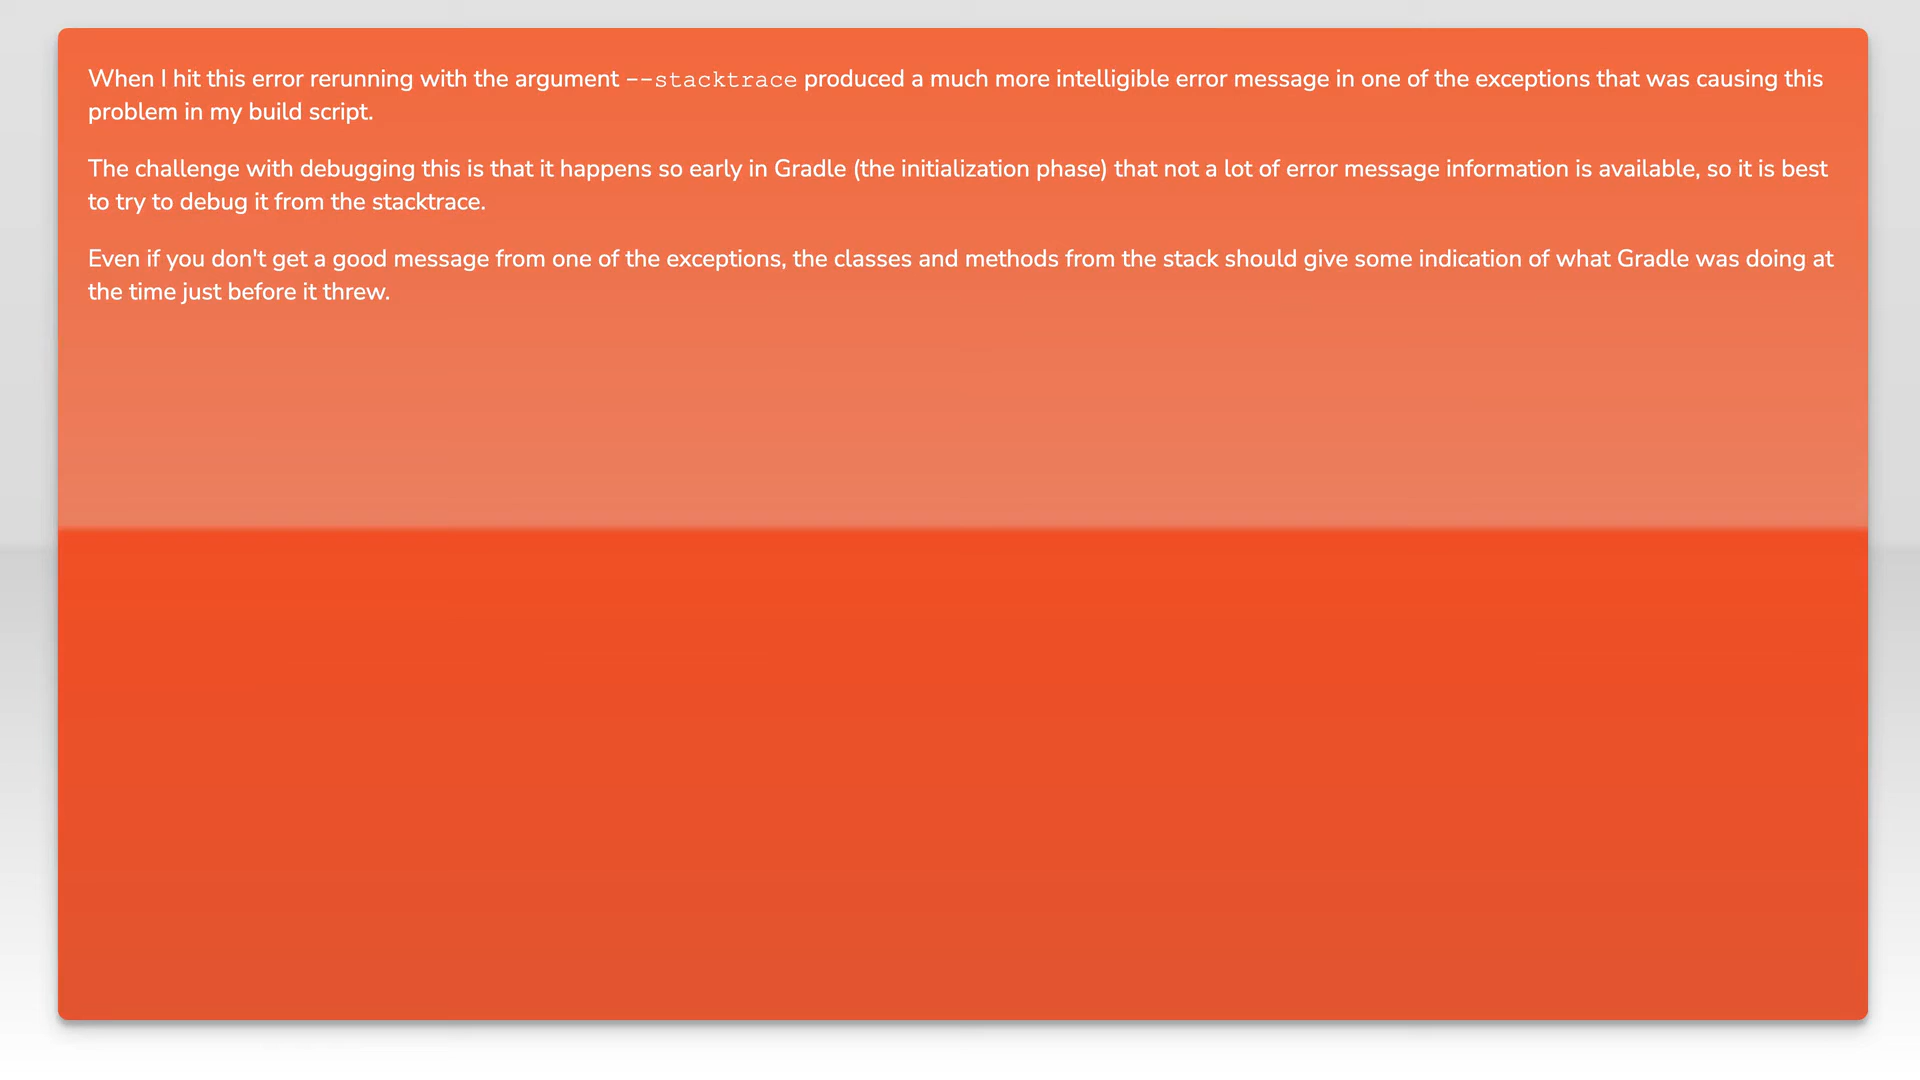 When I hit this error rerunning with the argument --stacktrace produced a much more intelligible error message in one of the exceptions that was causing this
problem in my build script.
The challenge with debugging this is that it happens so early in Gradle (the initialization phase) that not a lot of error message information is available, so it is best
to try to debug it from the stacktrace.
Even if you don't get a good message from one of the exceptions, the classes and methods from the stack should give some indication of what Gradle was doing at
the time just before it threw.